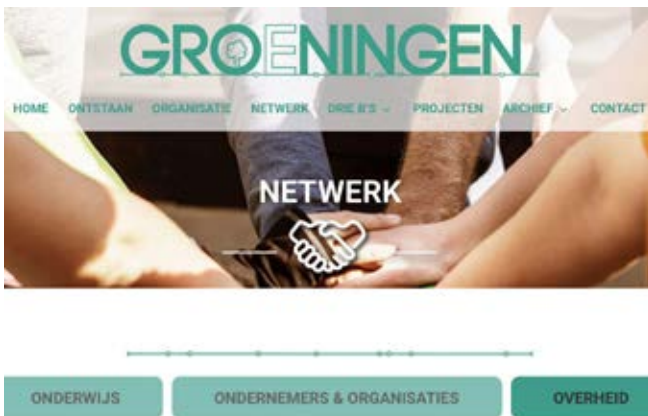 GROENINGEN
HOME ONTSTAAN ORGANISATIE NETWERK DRIE B'S PROJECTEN ARCHIEF CONTACT
NETWERK
ONDERWIJS ONDERNEMERS & ORGANISATIES OVERHEID